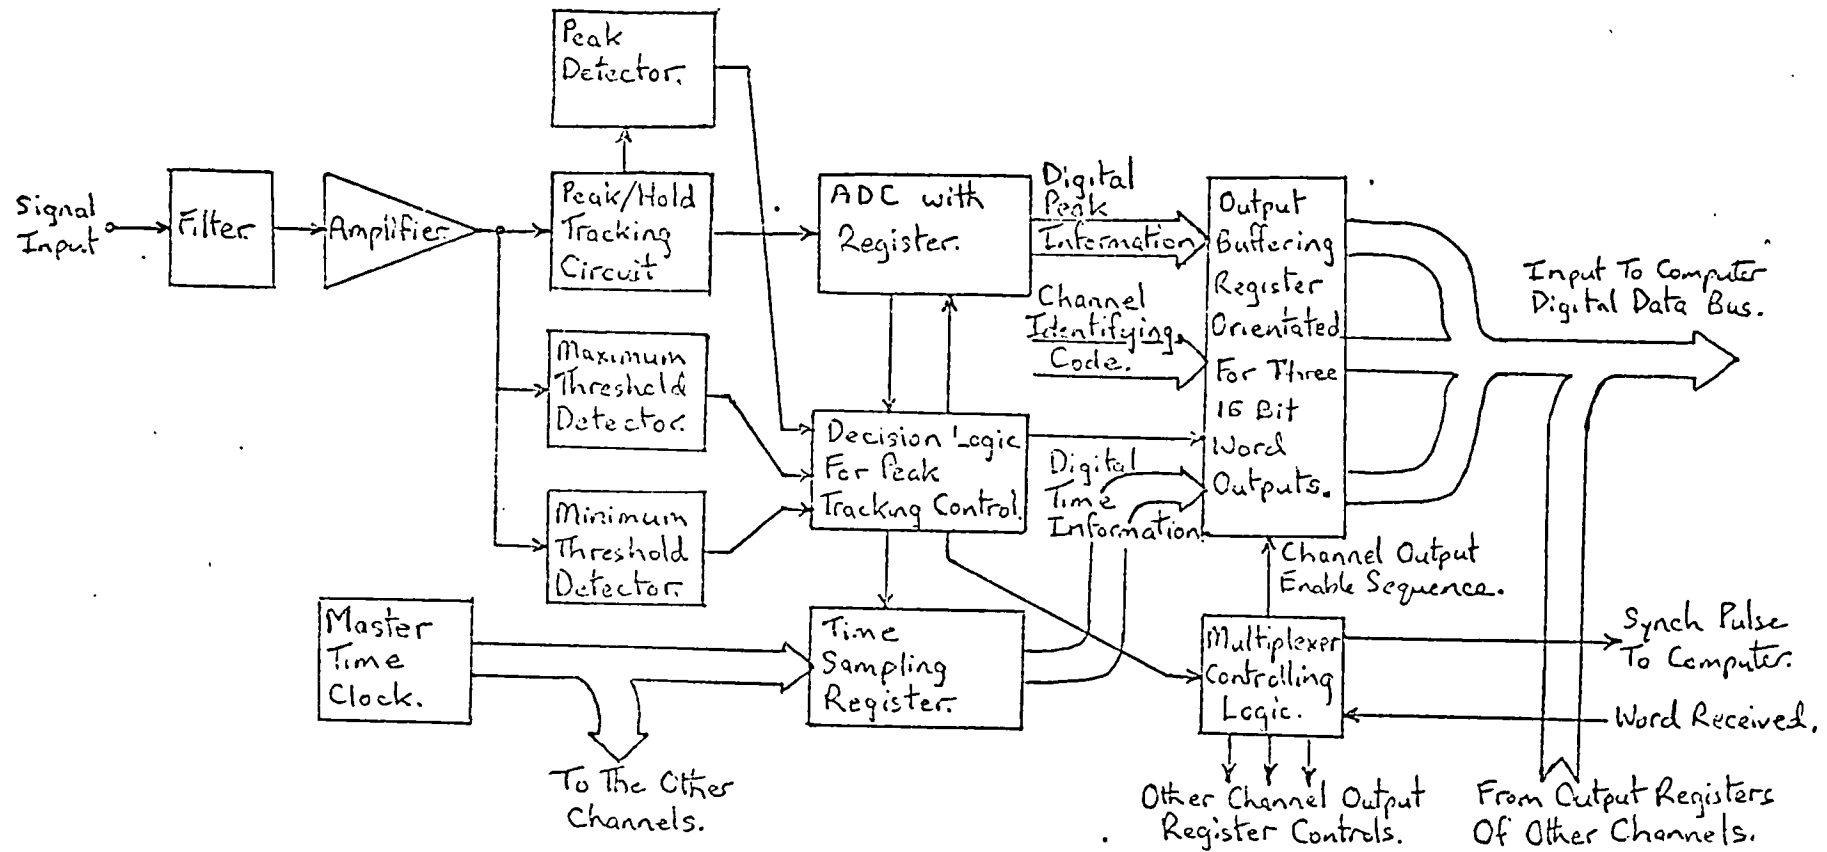 Peak
Detector.
Signal
Input
Filter.
Amplifier.
Peak/Hold
Tracking
Circuit
ADC with
Register.
Digital
Peak
Information
Channel
Identifying
Code.
Output
Buffering
Register
Orientated
For Three
16 Bit
Word
Outputs.
Input To Computer
Digital Data Bus.
Maximum
Threshold
Detector.
Minimum
Threshold
Detector.
Decision Logic
For Peak
Tracking Control.
Digital
Time
Information.
Channel Output
Enable Sequence.
Master
Time
Clock.
Time
Sampling
Register.
Multiplexer
Controlling
Logic.
Synch Pulse
To Computer.
Word Received.
To The Other
Channels.
Other Channel Output
Register Controls.
From Output Registers
Of Other Channels.